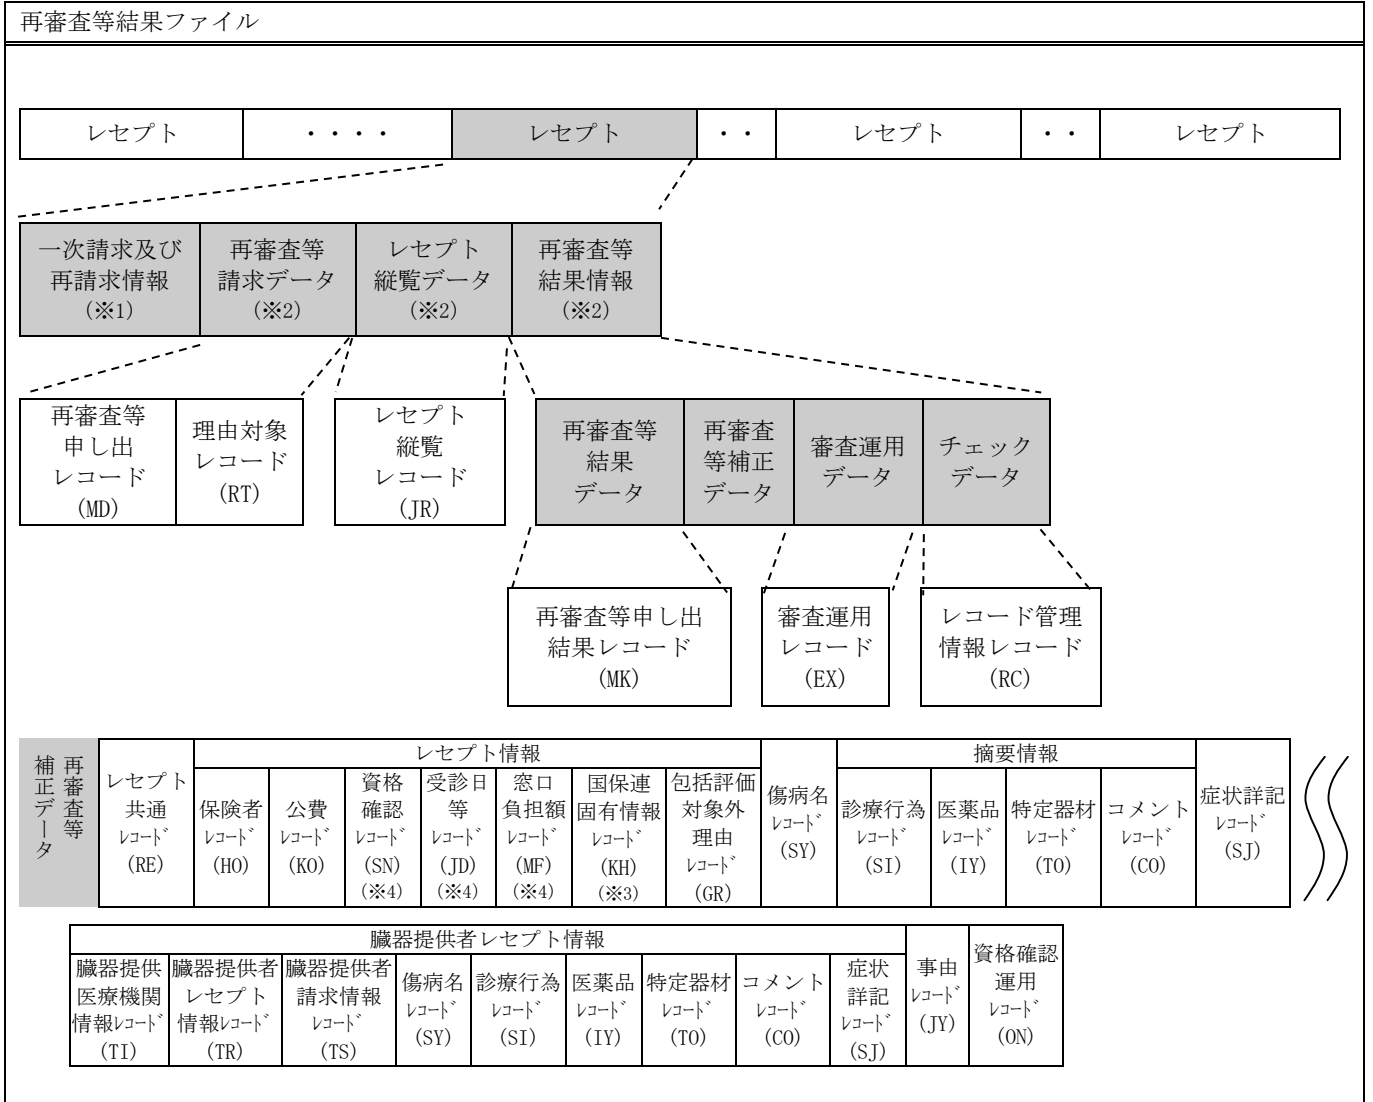 再審査等結果ファイル
レセプト ・・・・ レセプト ・・ レセプト ・・ レセプト
一次請求及び
再請求情報
(※1)
再審査等
請求データ
(※2)
レセプト
縦覧データ
(※2)
再審査等
結果情報
(※2)
再審査等
申し出
レコード
(MD)
理由対象
レコード
(RT)
レセプト
縦覧
レコード
(JR)
再審査等
結果
データ
再審査
等補正
データ
審査運用
データ
チェック
データ
再審査等申し出
結果レコード
(MK)
審査運用
レコード
(EX)
レコード管理
情報レコード
(RC)
再審査等
補正データ
レセプト
共通
ﾚｺｰﾄﾞ
(RE)
レセプト情報
保険者
ﾚｺｰﾄﾞ
(HO)
公費
ﾚｺｰﾄﾞ
(KO)
資格
確認
ﾚｺｰﾄﾞ
(SN)
(※4)
受診日
等
ﾚｺｰﾄﾞ
(JD)
(※4)
窓口
負担額
ﾚｺｰﾄﾞ
(MF)
(※4)
国保連
固有情報
ﾚｺｰﾄﾞ
(KH)
(※3)
包括評価
対象外
理由
ﾚｺｰﾄﾞ
(GR)
傷病名
ﾚｺｰﾄﾞ
(SY)
摘要情報
診療行為
ﾚｺｰﾄﾞ
(SI)
医薬品
ﾚｺｰﾄﾞ
(IY)
特定器材
ﾚｺｰﾄﾞ
(TO)
コメント
ﾚｺｰﾄﾞ
(CO)
症状詳記
ﾚｺｰﾄﾞ
(SJ)
臓器提供者レセプト情報
臓器提供
医療機関
情報ﾚｺｰﾄﾞ
(TI)
臓器提供者
レセプト
情報ﾚｺｰﾄﾞ
(TR)
臓器提供者
請求情報
ﾚｺｰﾄﾞ
(TS)
傷病名
ﾚｺｰﾄﾞ
(SY)
診療行為
ﾚｺｰﾄﾞ
(SI)
医薬品
ﾚｺｰﾄﾞ
(IY)
特定器材
ﾚｺｰﾄﾞ
(TO)
コメント
ﾚｺｰﾄﾞ
(CO)
症状
詳記
ﾚｺｰﾄﾞ
(SJ)
事由
ﾚｺｰﾄﾞ
(JY)
資格確認
運用
ﾚｺｰﾄﾞ
(ON)